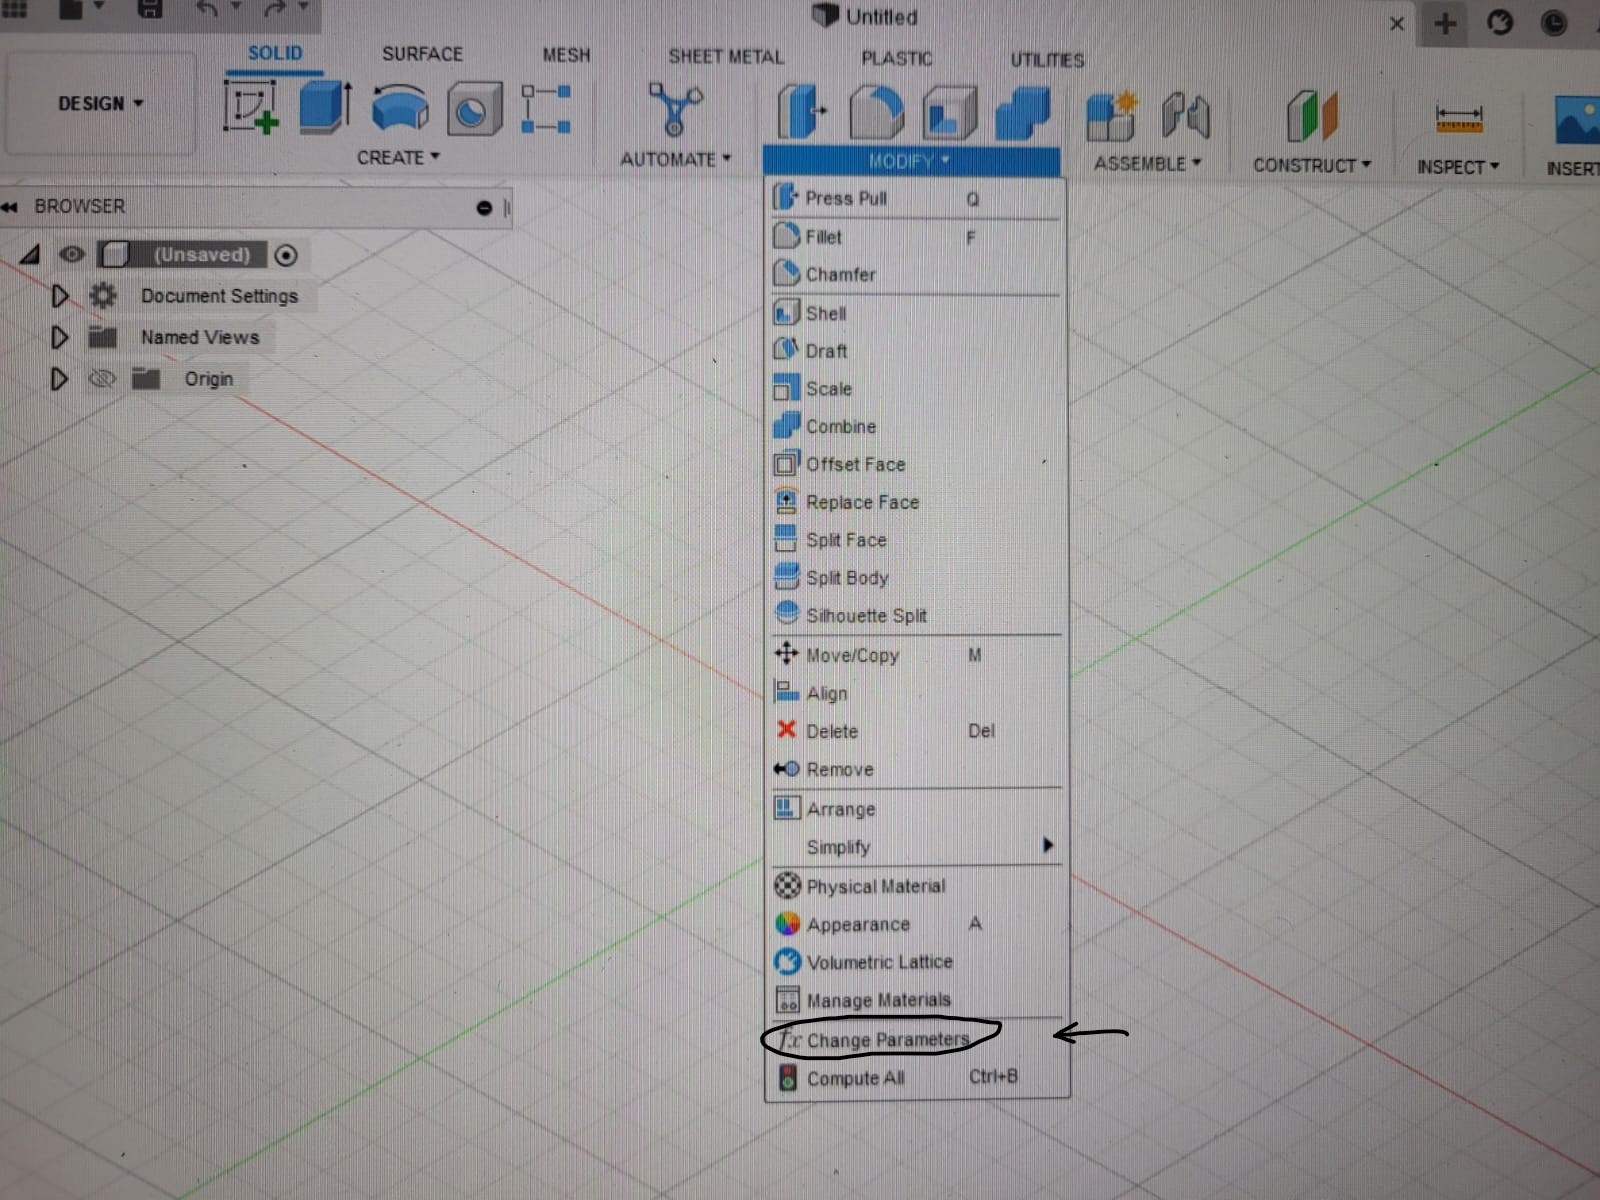 Untitled
SOLID SURFACE MESH SHEET METAL PLASTIC UTILITIES
DESIGN
CREATE AUTOMATE MODIFY ASSEMBLE CONSTRUCT INSPECT INSERT
BROWSER
(Unsaved)
Document Settings
Named Views
Origin
Press Pull Q
Fillet F
Chamfer
Shell
Draft
Scale
Combine
Offset Face
Replace Face
Split Face
Split Body
Silhouette Split
Move/Copy M
Align
Delete Del
Remove
Arrange
Simplify
Physical Material
Appearance A
Volumetric Lattice
Manage Materials
fx Change Parameters
Compute All Ctrl+B